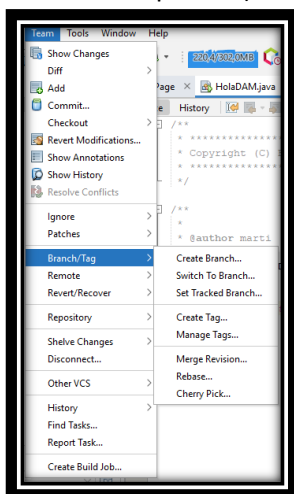 Team Tools Window Help
Show Changes
220,4/302,0MB
Diff
Page HoladAM.java
Add
Commit...
History
Checkout
/**
Revert Modifications...
* **************
Show Annotations
* Copyright (C)
Show History
* **************
Resolve Conflicts
*/
Ignore
/**
Patches
*
* @author marti
Branch/Tag
Create Branch...
Remote
Switch To Branch...
Revert/Recover
Set Tracked Branch...
Repository
Create Tag...
Manage Tags...
Shelve Changes
Disconnect...
Merge Revision...
Rebase...
Other VCS
Cherry Pick...
History
Find Tasks...
Report Task...
Create Build Job...